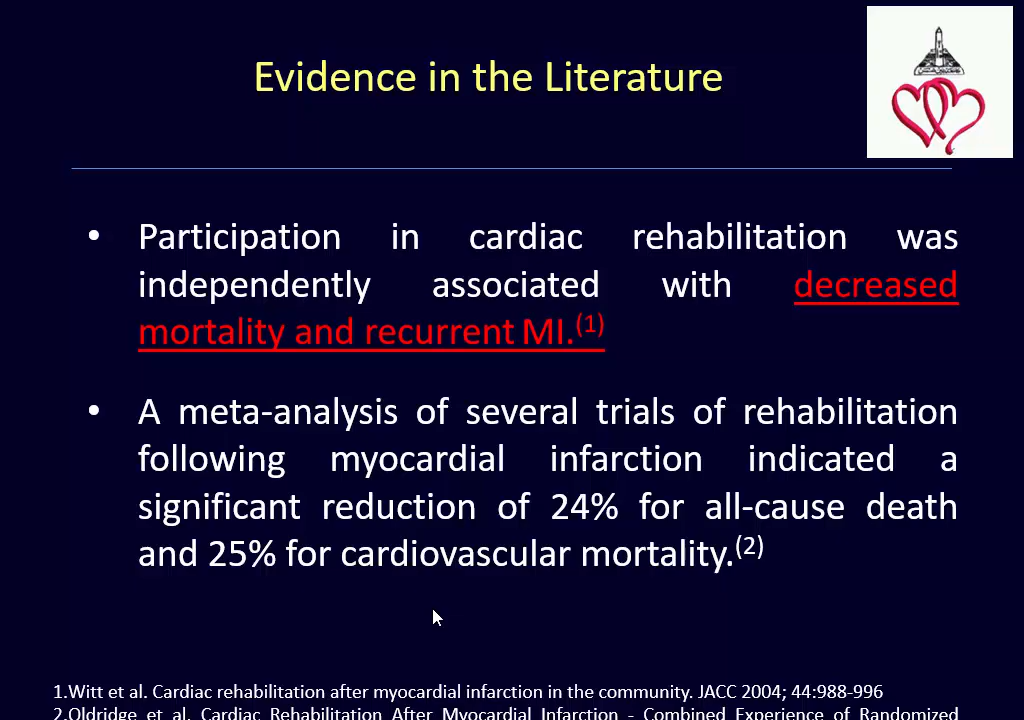 Evidence in the Literature
• Participation in cardiac rehabilitation was
independently associated with decreased
mortality and recurrent MI.(1)
• A meta-analysis of several trials of rehabilitation
following myocardial infarction indicated a
significant reduction of 24% for all-cause death
and 25% for cardiovascular mortality.(2)
1.Witt et al. Cardiac rehabilitation after myocardial infarction in the community. JACC 2004; 44:988-996
2.Oldridge et al. Cardiac Rehabilitation After Myocardial Infarction - Combined Experience of Randomized